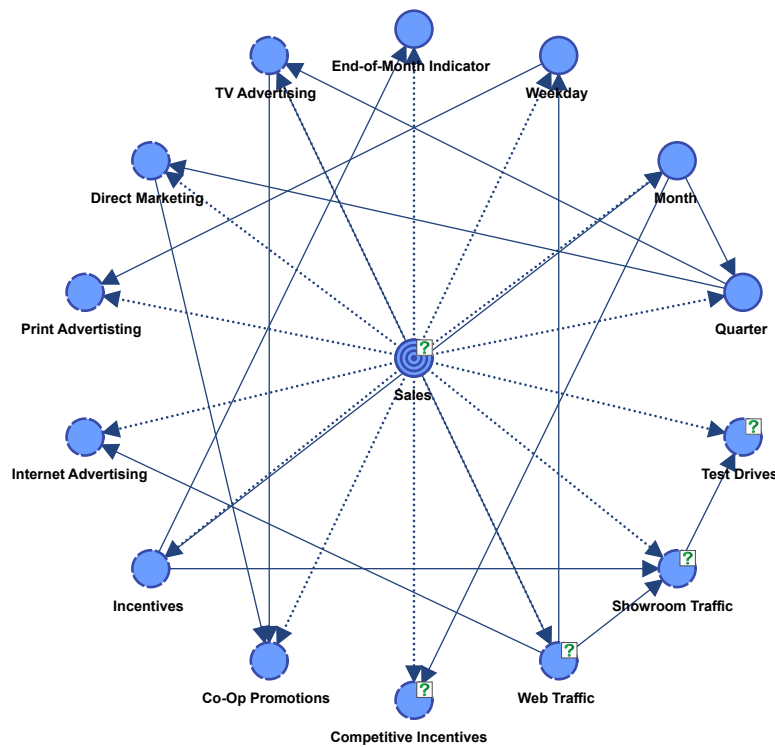 End-of-Month Indicator
TV Advertising
Weekday
Direct Marketing
Month
Print Advertisting
Quarter
?
Sales
?
Internet Advertising
Test Drives
?
Incentives
Showroom Traffic
?
Co-Op Promotions
Web Traffic
?
Competitive Incentives